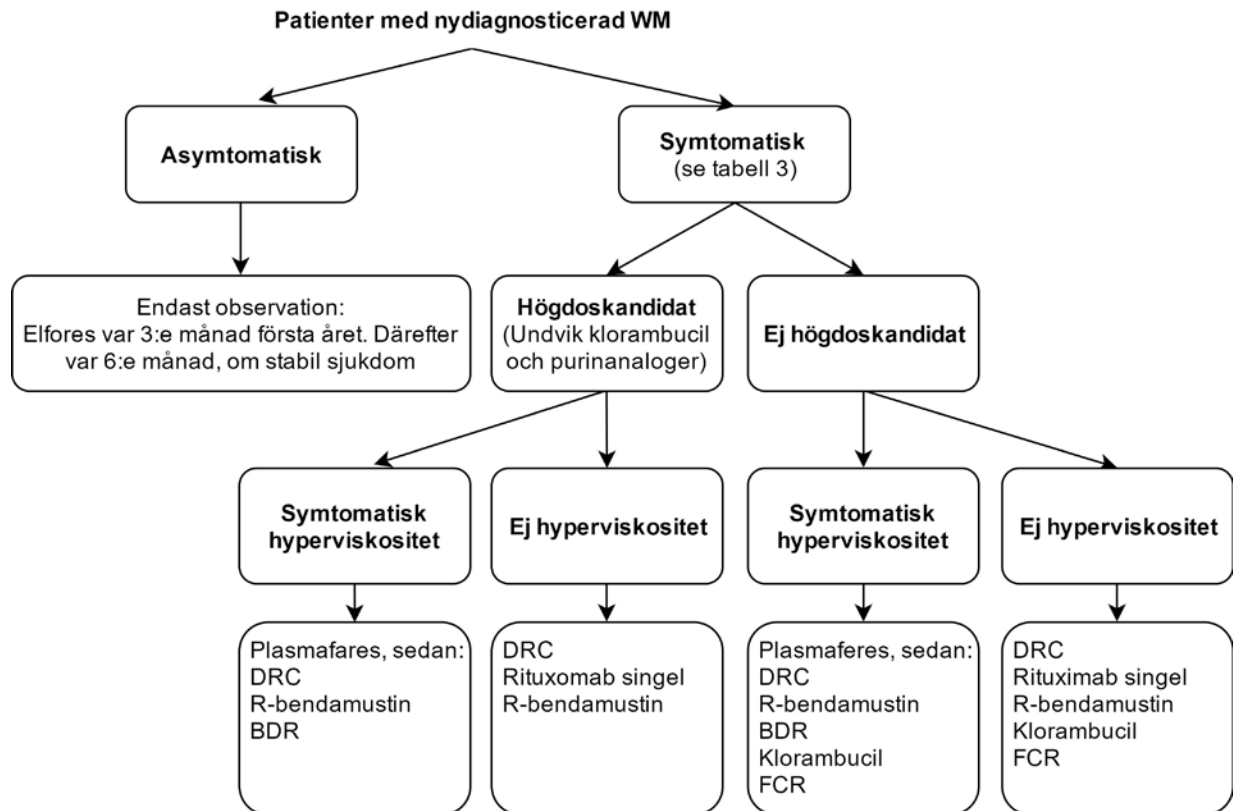 Patienter med nydiagnosticerad WM
Asymtomatisk
Symtomatisk
(se tabell 3)
Endast observation:
Elfores var 3:e månad första året. Därefter
var 6:e månad, om stabil sjukdom
Högdoskandidat
(Undvik klorambucil
och purinanaloger)
Ej högdoskandidat
Symtomatisk
hyperviskositet
Ej hyperviskositet
Symtomatisk
hyperviskositet
Ej hyperviskositet
Plasmafares, sedan:
DRC
R-bendamustin
BDR
DRC
Rituxomab singel
R-bendamustin
Plasmaferes, sedan:
DRC
R-bendamustin
BDR
Klorambucil
FCR
DRC
Rituximab singel
R-bendamustin
Klorambucil
FCR